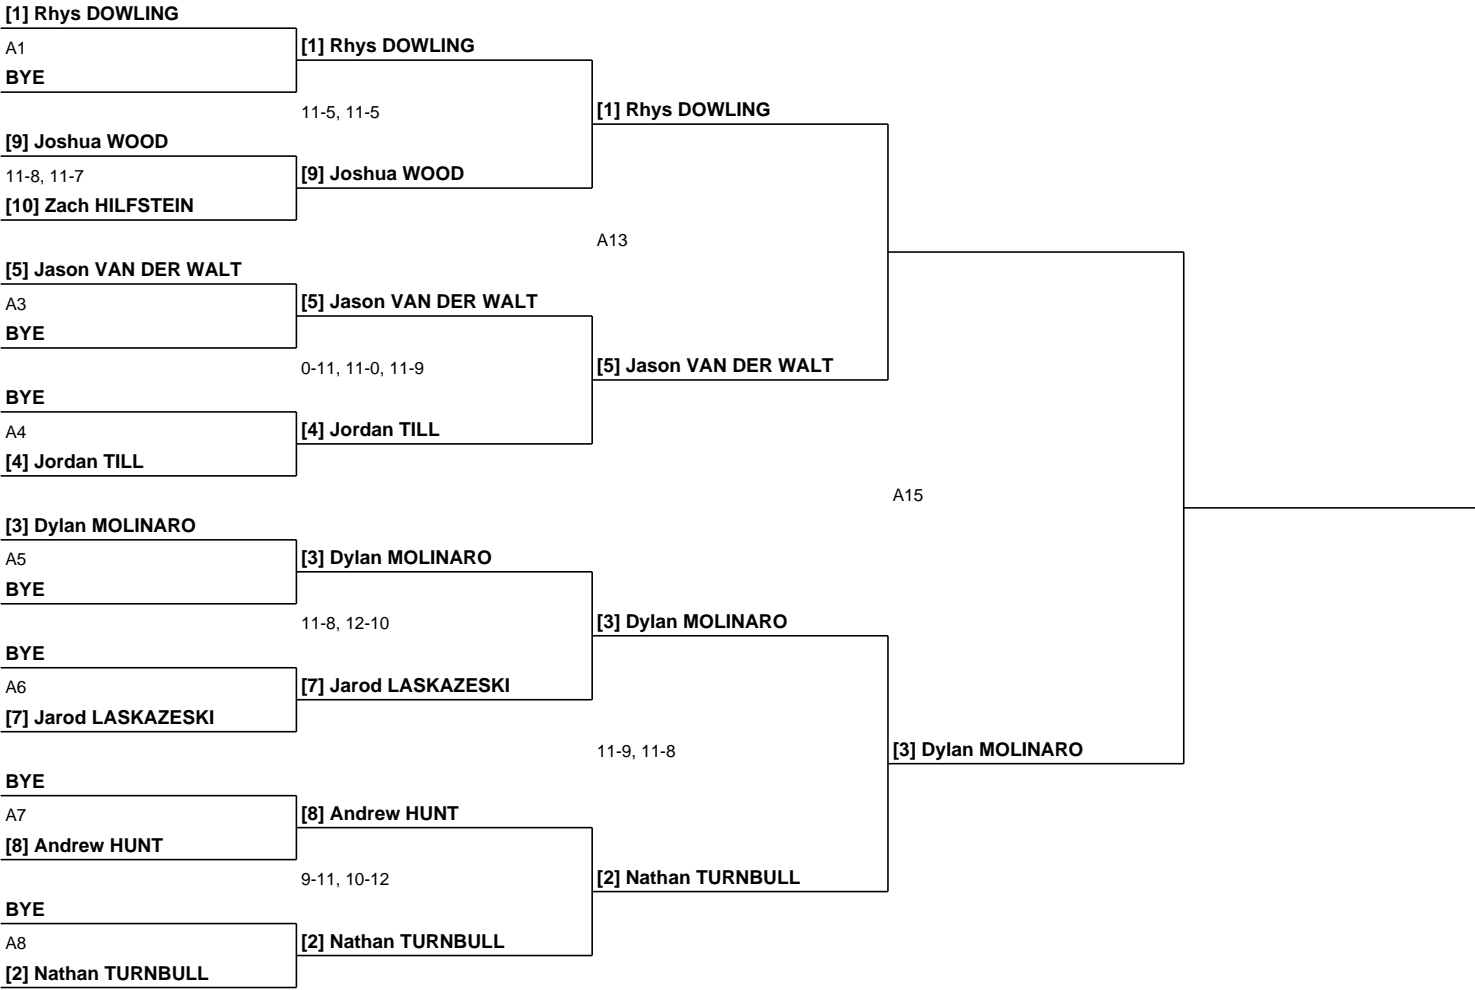 [1] Rhys DOWLING
A1
BYE
[9] Joshua WOOD
11-8, 11-7
[10] Zach HILFSTEIN
[5] Jason VAN DER WALT
A3
BYE
BYE
A4
[4] Jordan TILL
[3] Dylan MOLINARO
A5
BYE
BYE
A6
[7] Jarod LASKAZESKI
BYE
A7
[8] Andrew HUNT
BYE
A8
[2] Nathan TURNBULL
[1] Rhys DOWLING
11-5, 11-5
[9] Joshua WOOD
[5] Jason VAN DER WALT
0-11, 11-0, 11-9
[4] Jordan TILL
[3] Dylan MOLINARO
11-8, 12-10
[7] Jarod LASKAZESKI
[8] Andrew HUNT
9-11, 10-12
[2] Nathan TURNBULL
[1] Rhys DOWLING
A13
[5] Jason VAN DER WALT
[3] Dylan MOLINARO
11-9, 11-8
[2] Nathan TURNBULL
A15
[3] Dylan MOLINARO